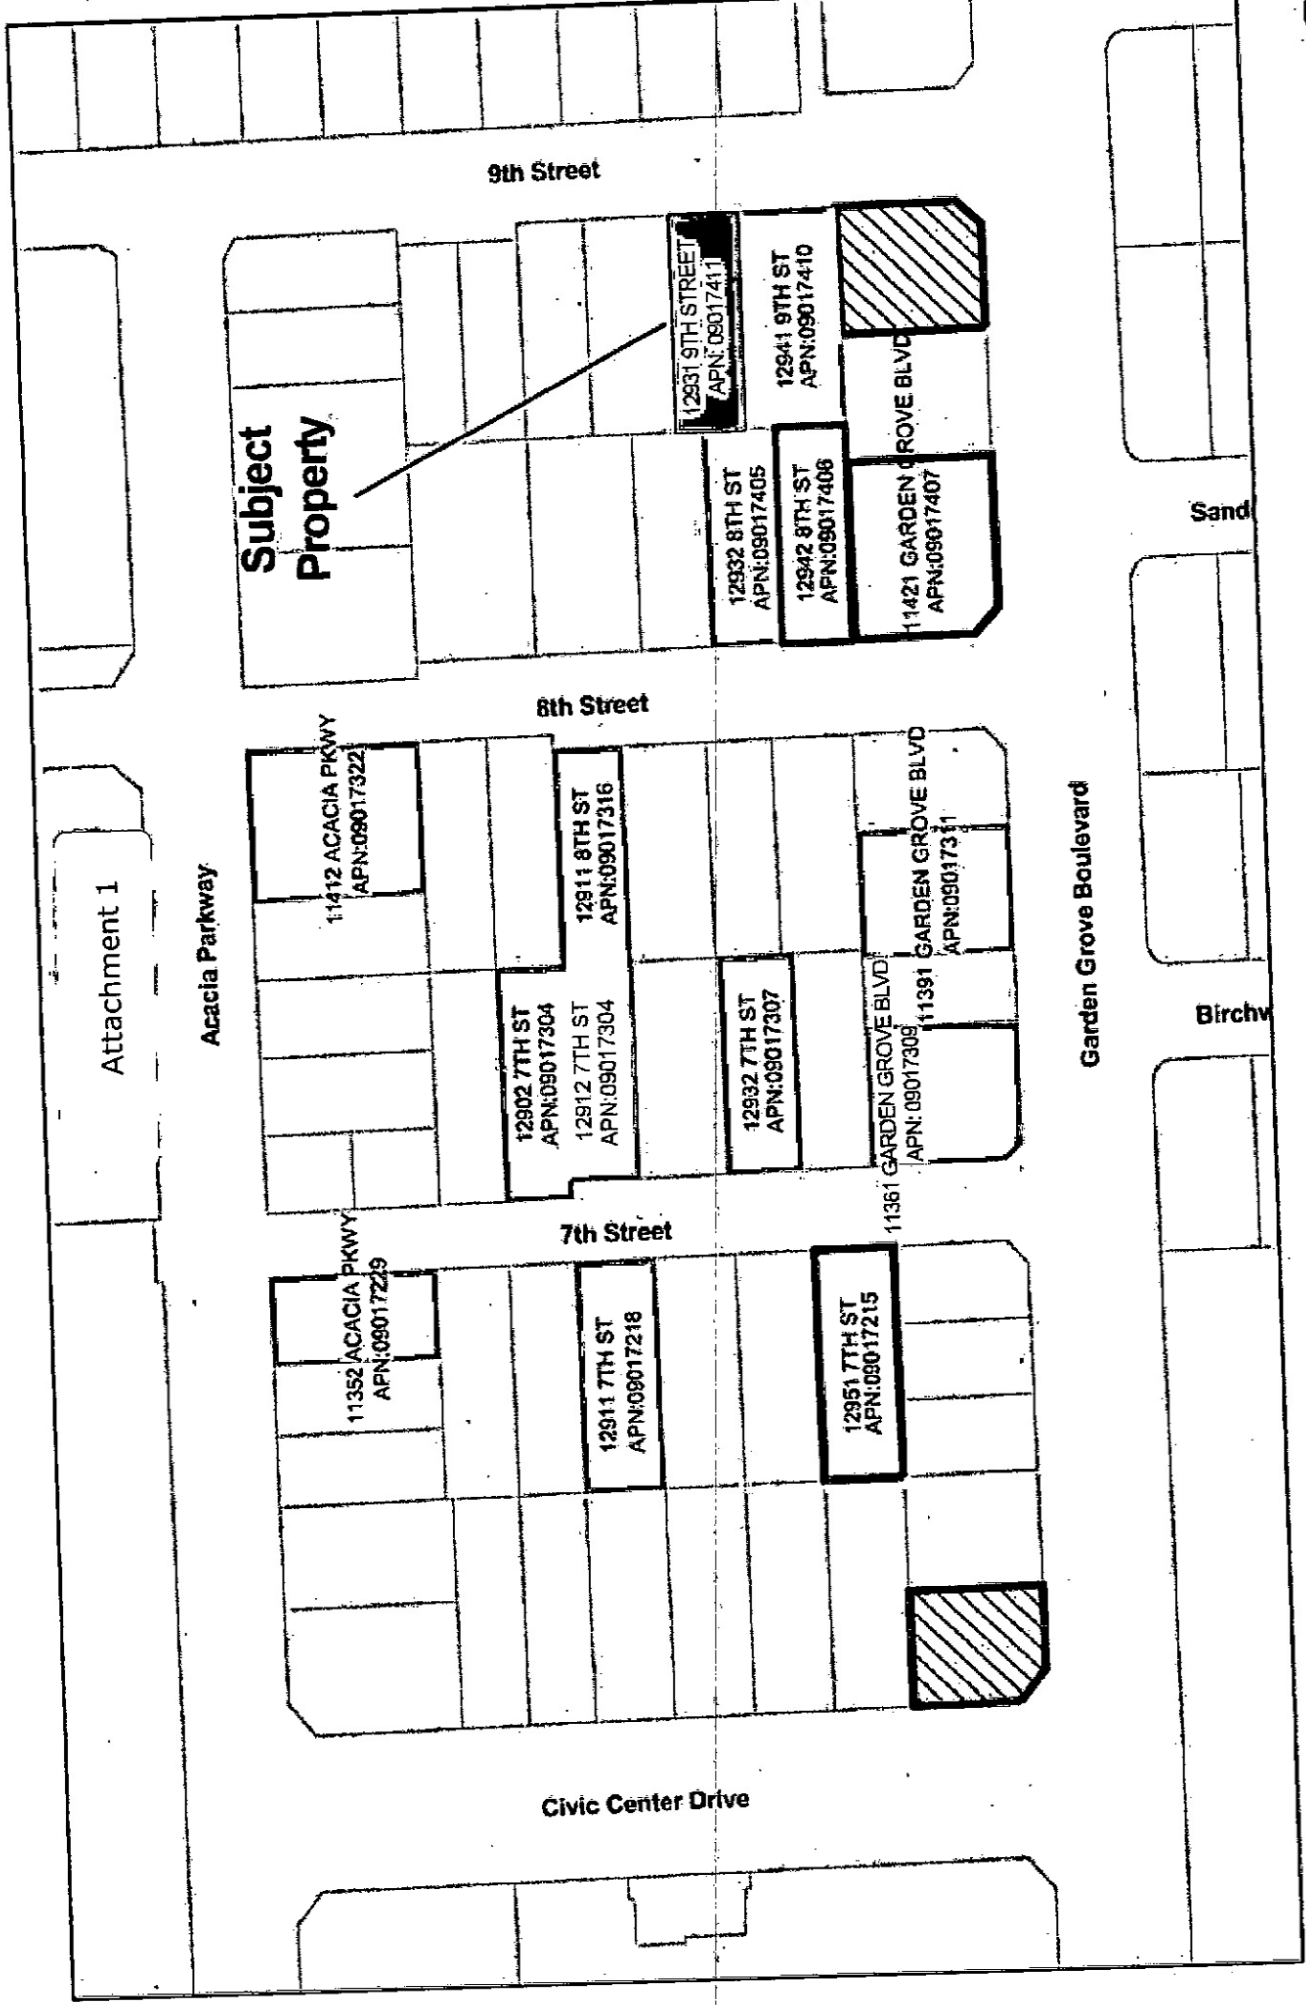 Attachment 1
Acacia Parkway
9th Street
Subject
Property
12931 9TH STREET
APN: 09017411
12941 9TH ST
APN:09017410
12932 8TH ST
APN:09017405
12942 8TH ST
APN:09017406
11421 GARDEN GROVE BLVD
APN:09017407
8th Street
11412 ACACIA PKWY
APN:09017322
12911 8TH ST
APN:09017316
12902 7TH ST
APN:09017304
12912 7TH ST
APN:09017304
12932 7TH ST
APN:09017307
11391 GARDEN GROVE BLVD
APN:09017311
11361 GARDEN GROVE BLVD
APN: 09017309
7th Street
11352 ACACIA PKWY
APN:09017229
12911 7TH ST
APN:09017218
12951 7TH ST
APN:09017215
Civic Center Drive
Garden Grove Boulevard
Sand
Birchw